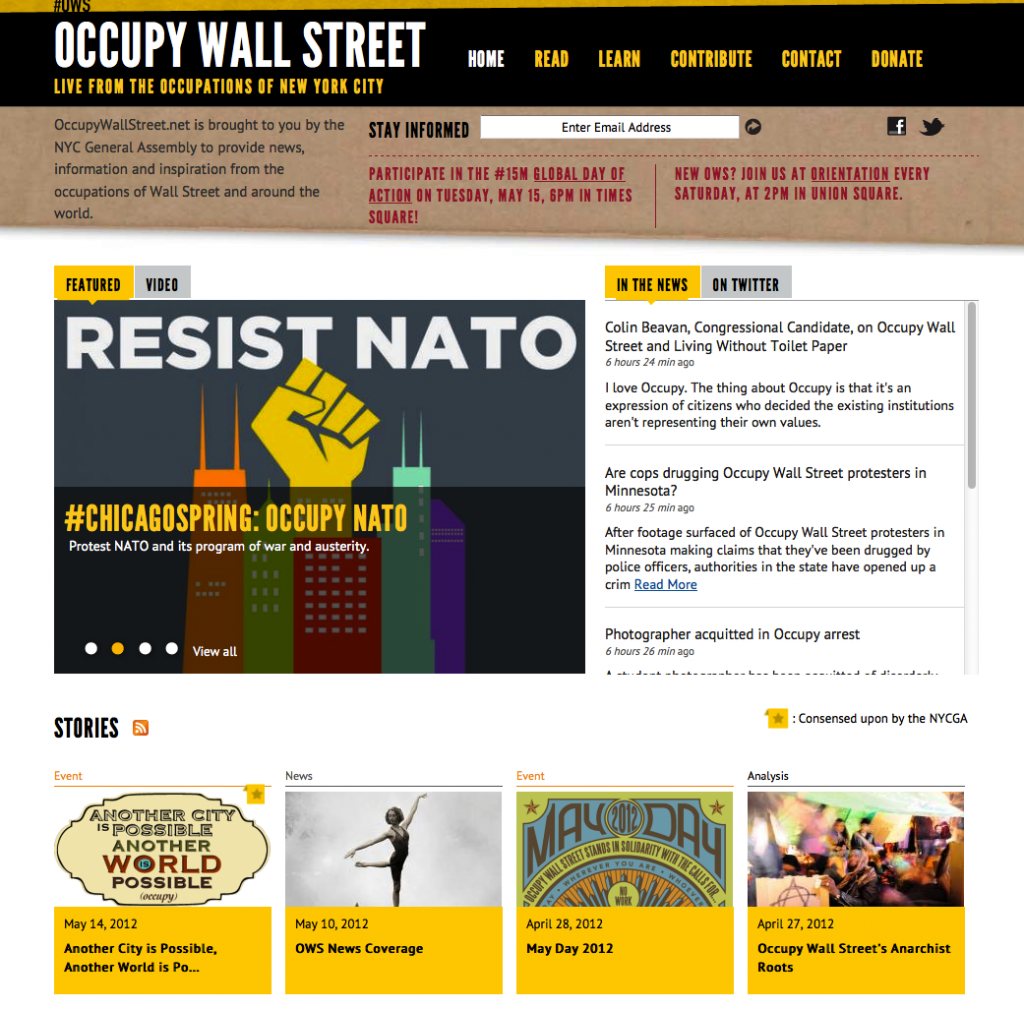 #OWS
OCCUPY WALL STREET
LIVE FROM THE OCCUPATIONS OF NEW YORK CITY
HOME READ LEARN CONTRIBUTE CONTACT DONATE
OccupyWallStreet.net is brought to you by the
NYC General Assembly to provide news,
information and inspiration from the
occupations of Wall Street and around the
world.
STAY INFORMED
Enter Email Address
PARTICIPATE IN THE #15M GLOBAL DAY OF
ACTION ON TUESDAY, MAY 15, 6PM IN TIMES
SQUARE!
NEW OWS? JOIN US AT ORIENTATION EVERY
SATURDAY, AT 2PM IN UNION SQUARE.
FEATURED VIDEO
RESIST NATO
#CHICAGOSPRING: OCCUPY NATO
Protest NATO and its program of war and austerity.
View all
IN THE NEWS ON TWITTER
Colin Beavan, Congressional Candidate, on Occupy Wall
Street and Living Without Toilet Paper
6 hours 24 min ago
I love Occupy. The thing about Occupy is that it's an
expression of citizens who decided the existing institutions
aren't representing their own values.
Are cops drugging Occupy Wall Street protesters in
Minnesota?
6 hours 25 min ago
After footage surfaced of Occupy Wall Street protesters in
Minnesota making claims that they've been drugged by
police officers, authorities in the state have opened up a
crim Read More
Photographer acquitted in Occupy arrest
6 hours 26 min ago
STORIES
: Consensed upon by the NYCGA
Event
ANOTHER CITY
IS POSSIBLE
ANOTHER
WORLD IS
POSSIBLE
(occupy)
May 14, 2012
Another City is Possible,
Another World is Po...
News
May 10, 2012
OWS News Coverage
Event
MAY 2012 DAY
OCCUPY WALL STREET STANDS IN SOLIDARITY WITH THE CALLS FOR...
WHEREVER YOU ARE • WHOEVER
NO
WORK
April 28, 2012
May Day 2012
Analysis
April 27, 2012
Occupy Wall Street's Anarchist
Roots